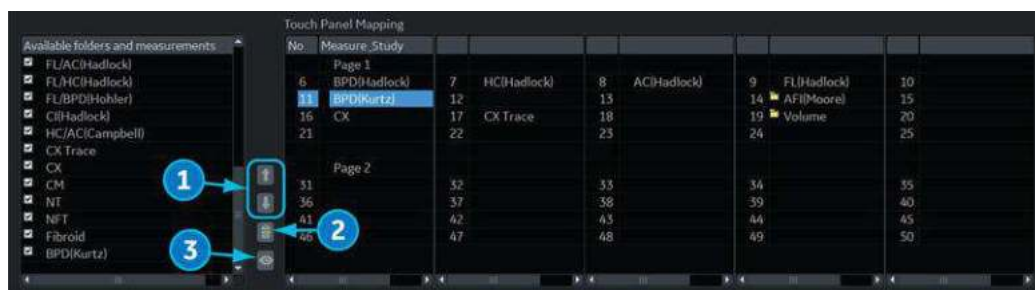 Touch Panel Mapping
Available folders and measurements
FL/AC(Hadlock)
FL/HC(Hadlock)
FL/BPD(Hohler)
CI(Hadlock)
HC/AC(Campbell)
CX Trace
CX
CM
NT
NFT
Fibroid
BPD(Kurtz)
1
2
3
No Measure_Study
Page 1
6 BPD(Hadlock) 7 HC(Hadlock) 8 AC(Hadlock) 9 FL(Hadlock) 10
11 BPD(Kurtz) 12 13 14 AFI(Moore) 15
16 CX 17 CX Trace 18 19 Volume 20
21 22 23 24 25
Page 2
31 32 33 34 35
36 37 38 39 40
41 42 43 44 45
46 47 48 49 50